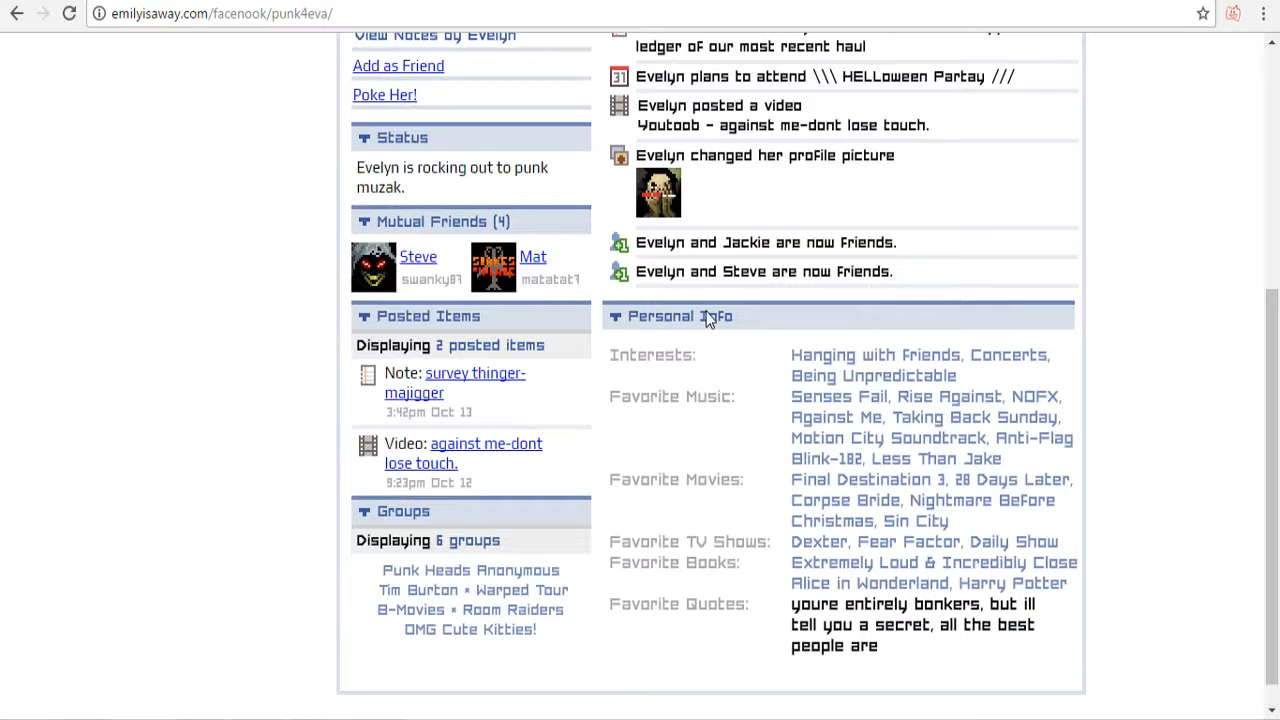 emilyisaway.com/facenook/punk4eva/
View Notes by Evelyn
Add as Friend
Poke Her!
Status
Evelyn is rocking out to punk
muzak.
Mutual Friends (4)
Steve
swanky87
Mat
matatat7
Posted Items
Displaying 2 posted items
Note: survey thinger-
majigger
3:42pm Oct 13
Video: against me-dont
lose touch.
9:23pm Oct 12
Groups
Displaying 6 groups
Punk Heads Anonymous
Tim Burton × Warped Tour
B-Movies × Room Raiders
OMG Cute Kitties!
ledger of our most recent haul
31
Evelyn plans to attend \\\ HELLoween Partay ///
Evelyn posted a video
Youtoob - against me-dont lose touch.
Evelyn changed her profile picture
Evelyn and Jackie are now friends.
Evelyn and Steve are now friends.
Personal Info
Interests: Hanging with friends, Concerts,
Being Unpredictable
Favorite Music: Senses Fail, Rise Against, NOFX,
Against Me, Taking Back Sunday,
Motion City Soundtrack, Anti-Flag
Blink-182, Less Than Jake
Favorite Movies: Final Destination 3, 28 Days Later,
Corpse Bride, Nightmare Before
Christmas, Sin City
Favorite TV Shows: Dexter, Fear Factor, Daily Show
Favorite Books: Extremely Loud & Incredibly Close
Alice in Wonderland, Harry Potter
Favorite Quotes: youre entirely bonkers, but ill
tell you a secret, all the best
people are